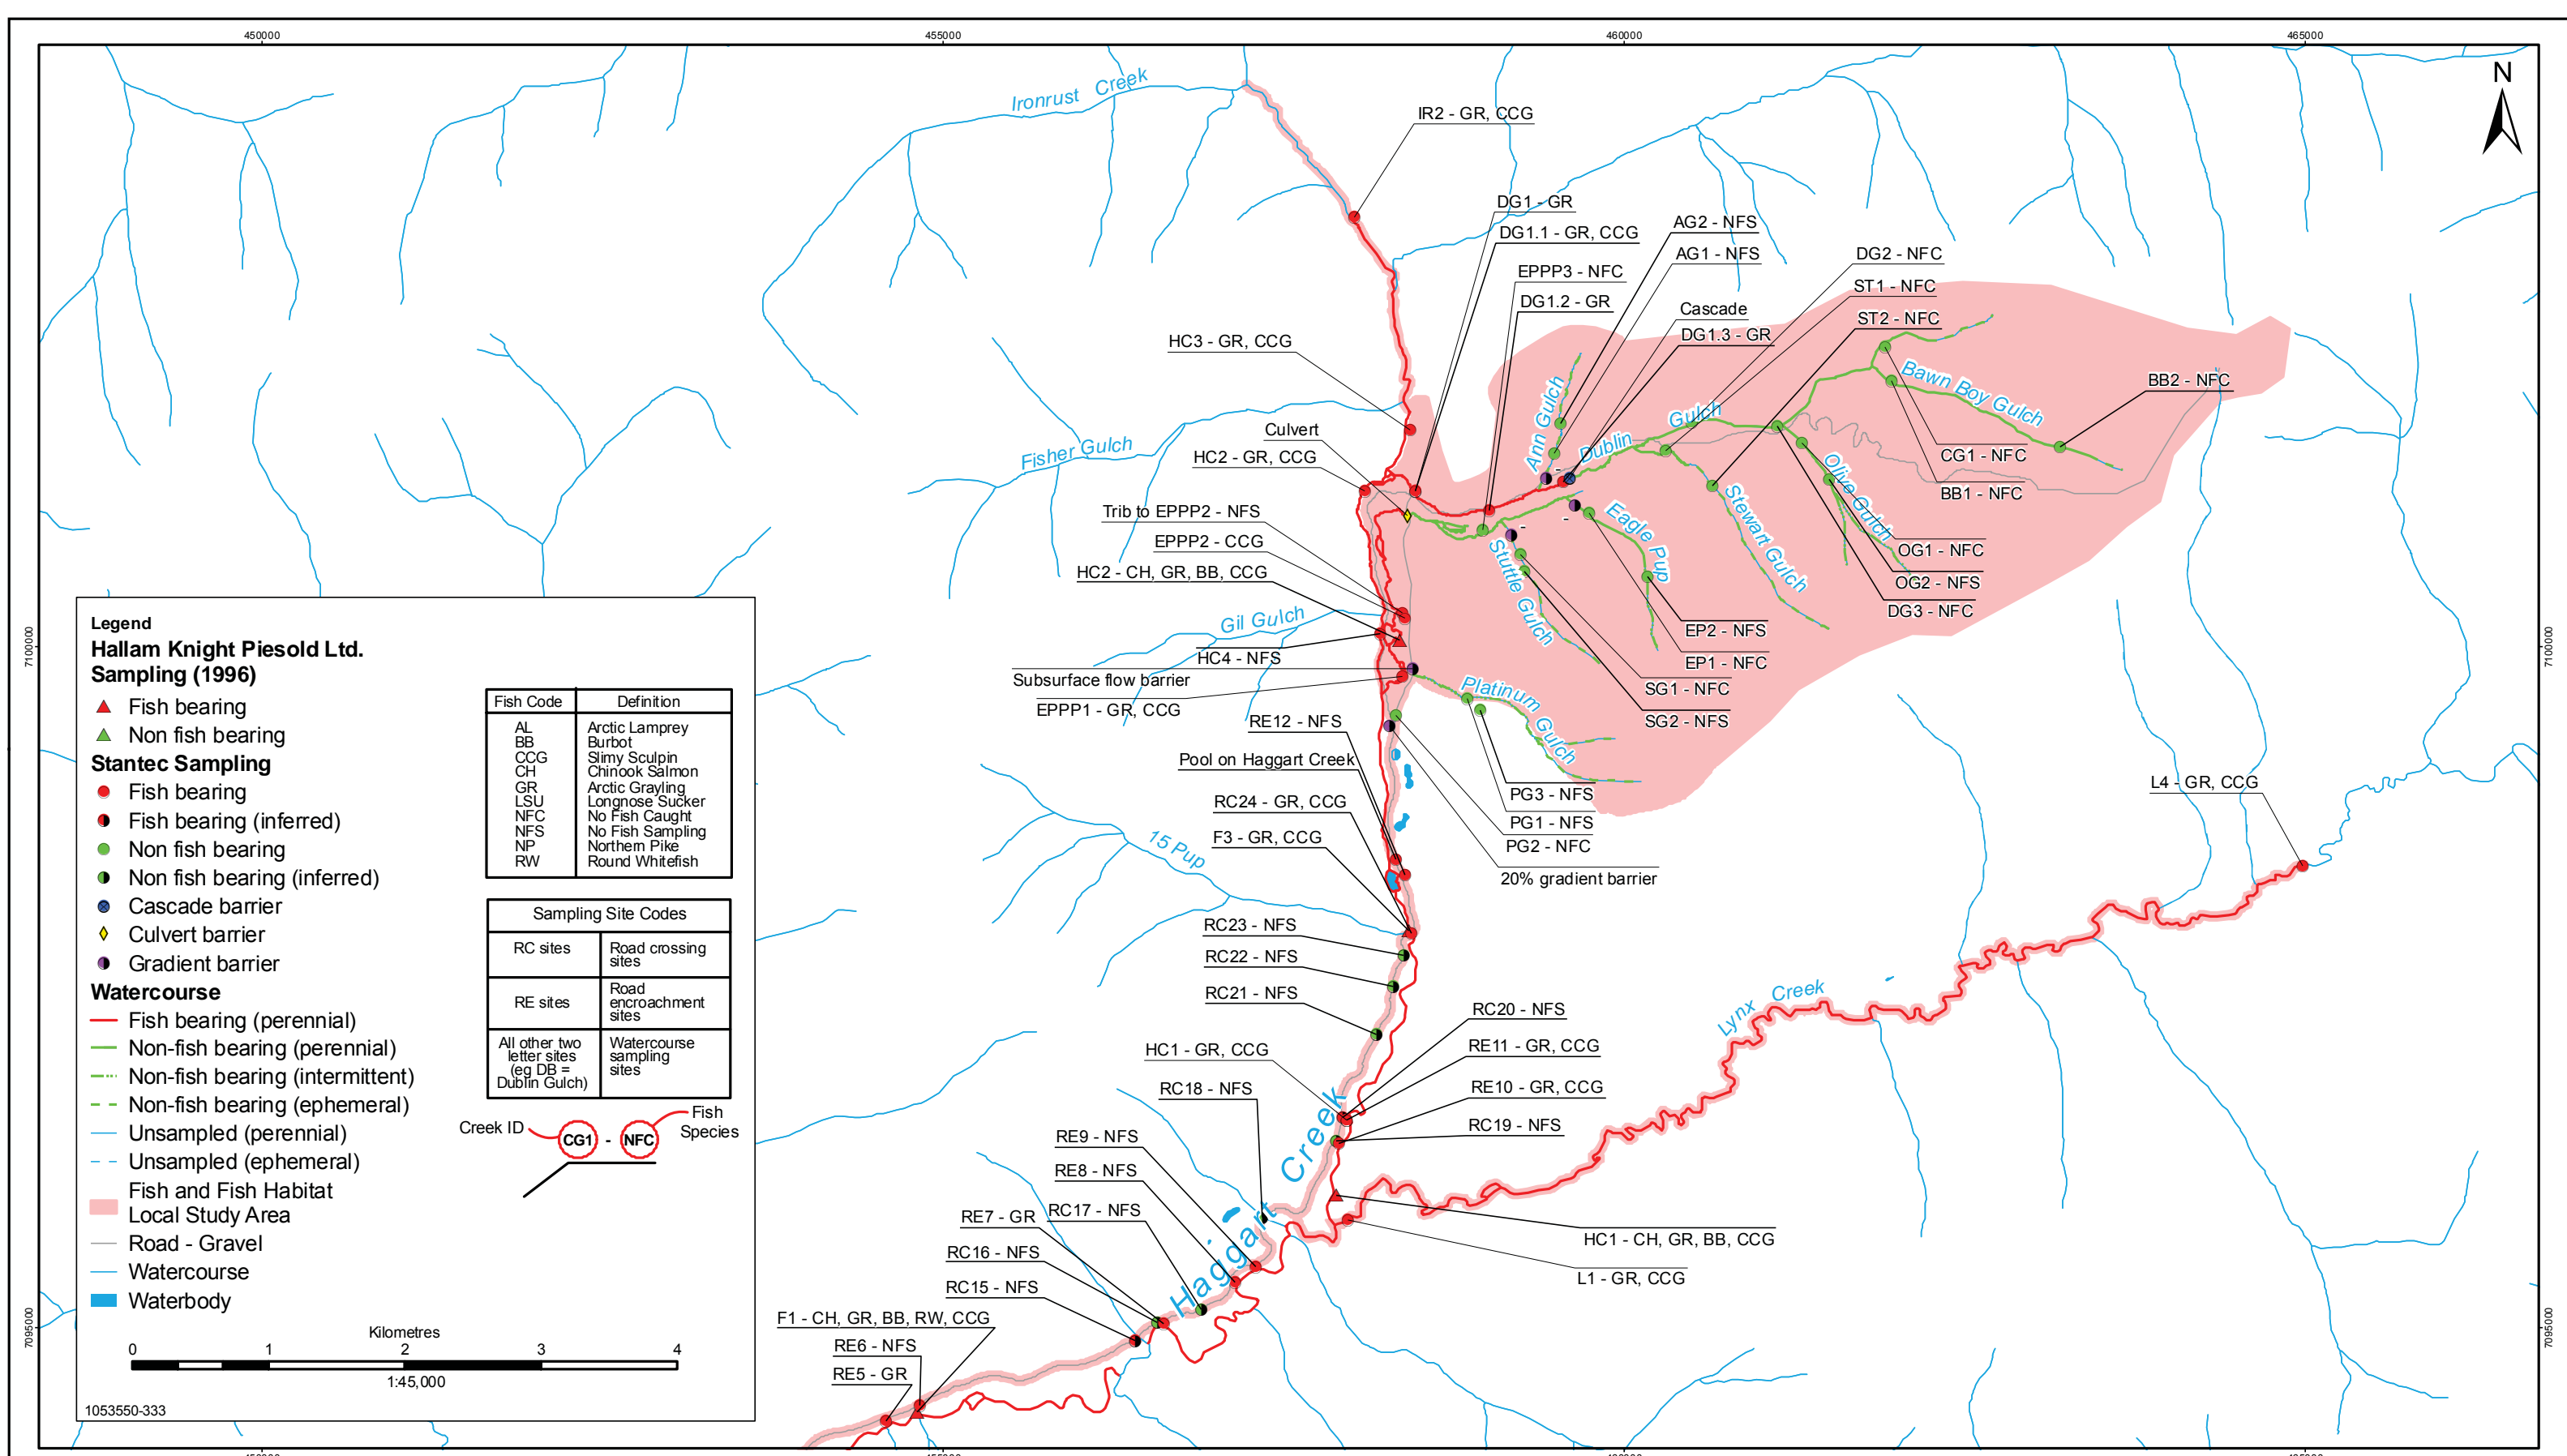 450000
455000
460000
465000
N
Ironrust Creek
IR2 - GR, CCG
DG1 - GR
DG1.1 - GR, CCG
EPPP3 - NFC
DG1.2 - GR
AG2 - NFS
AG1 - NFS
Cascade
DG1.3 - GR
DG2 - NFC
ST1 - NFC
ST2 - NFC
HC3 - GR, CCG
Culvert
HC2 - GR, CCG
Fisher Gulch
Ann Gulch
Dublin Gulch
Bawn Boy Gulch
BB2 - NFC
CG1 - NFC
BB1 - NFC
Olive Gulch
OG1 - NFC
OG2 - NFS
DG3 - NFC
Stewart Gulch
Eagle Pup
Stuttle Gulch
EP2 - NFS
EP1 - NFC
SG1 - NFC
SG2 - NFS
Trib to EPPP2 - NFS
EPPP2 - CCG
HC2 - CH, GR, BB, CCG
Gil Gulch
HC4 - NFS
Subsurface flow barrier
EPPP1 - GR, CCG
Platinum Gulch
PG3 - NFS
PG1 - NFS
PG2 - NFC
20% gradient barrier
RE12 - NFS
Pool on Haggart Creek
RC24 - GR, CCG
F3 - GR, CCG
15 Pup
RC23 - NFS
RC22 - NFS
RC21 - NFS
L4 - GR, CCG
Lynx Creek
RC20 - NFS
RE11 - GR, CCG
RE10 - GR, CCG
RC19 - NFS
HC1 - GR, CCG
RC18 - NFS
Haggart Creek
RE9 - NFS
RE8 - NFS
RC17 - NFS
RE7 - GR
RC16 - NFS
RC15 - NFS
HC1 - CH, GR, BB, CCG
L1 - GR, CCG
F1 - CH, GR, BB, RW, CCG
RE6 - NFS
RE5 - GR
7100000
7095000
7100000
7095000
Legend
Hallam Knight Piesold Ltd.
Sampling (1996)
Fish bearing
Non fish bearing
Stantec Sampling
Fish bearing
Fish bearing (inferred)
Non fish bearing
Non fish bearing (inferred)
Cascade barrier
Culvert barrier
Gradient barrier
Watercourse
Fish bearing (perennial)
Non-fish bearing (perennial)
Non-fish bearing (intermittent)
Non-fish bearing (ephemeral)
Unsampled (perennial)
Unsampled (ephemeral)
Fish and Fish Habitat
Local Study Area
Road - Gravel
Watercourse
Waterbody
Fish Code Definition
AL Arctic Lamprey
BB Burbot
CCG Slimy Sculpin
CH Chinook Salmon
GR Arctic Grayling
LSU Longnose Sucker
NFC No Fish Caught
NFS No Fish Sampling
NP Northern Pike
RW Round Whitefish
Sampling Site Codes
RC sites Road crossing
sites
RE sites Road
encroachment
sites
All other two Watercourse
letter sites sampling
(eg DB = sites
Dublin Gulch)
Creek ID CG1 - NFC Fish
Species
Kilometres
0 1 2 3 4
1:45,000
1053550-333